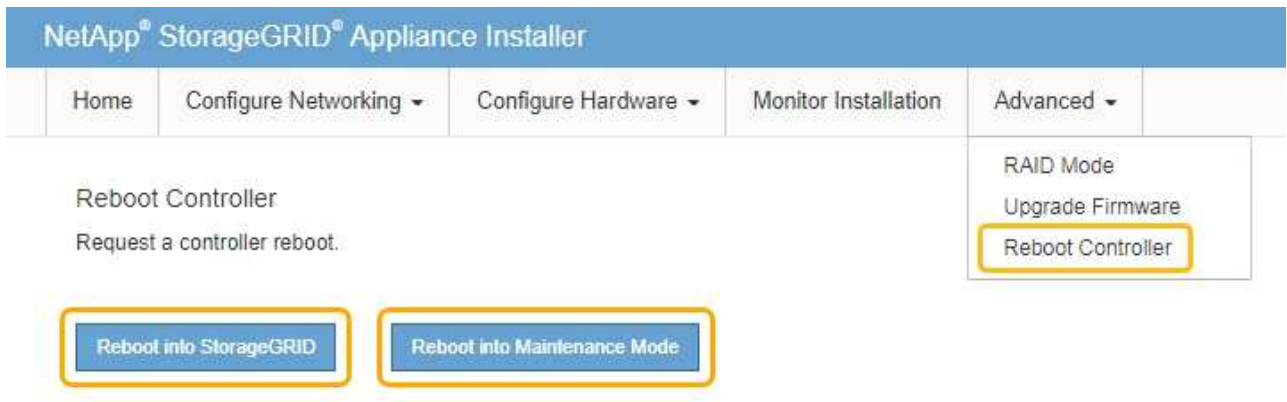 NetApp® StorageGRID® Appliance Installer
Home Configure Networking Configure Hardware Monitor Installation Advanced
RAID Mode
Upgrade Firmware
Reboot Controller
Reboot Controller
Request a controller reboot.
Reboot into StorageGRID Reboot into Maintenance Mode